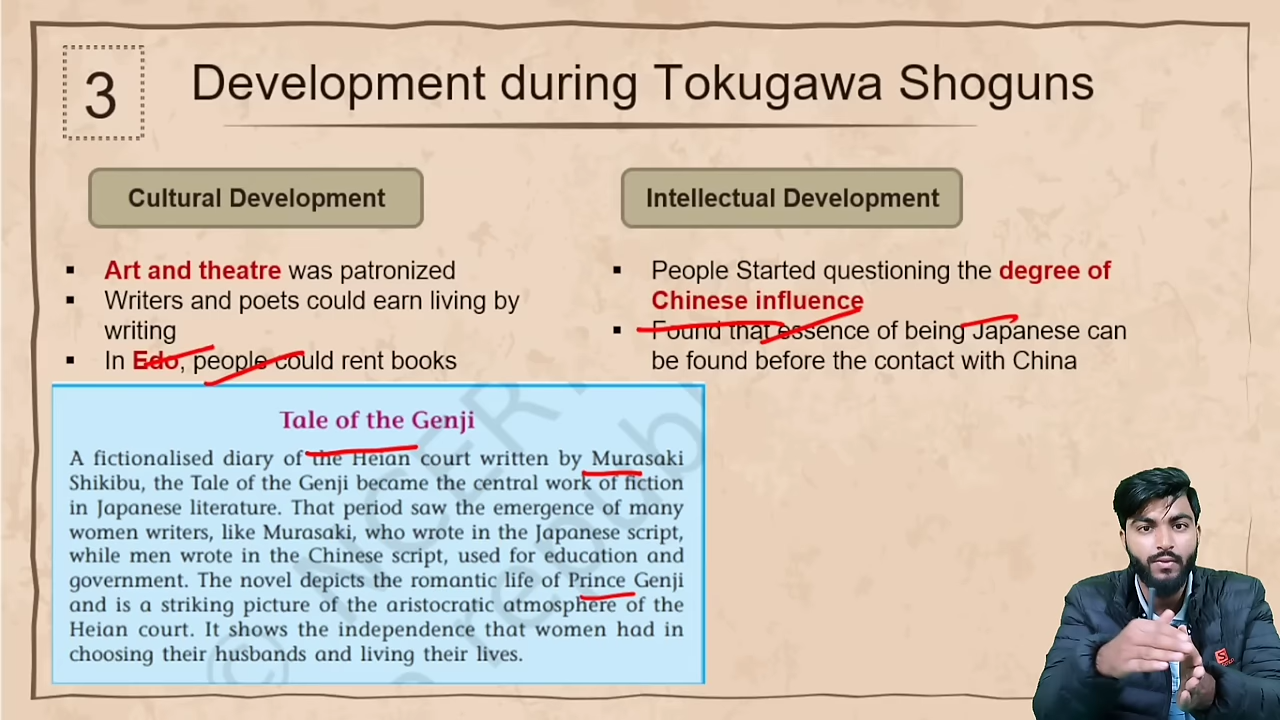 3
Development during Tokugawa Shoguns
Cultural Development
▪ Art and theatre was patronized
▪ Writers and poets could earn living by
writing
▪ In Edo, people could rent books
Intellectual Development
▪ People Started questioning the degree of
Chinese influence
▪ Found that essence of being Japanese can
be found before the contact with China
Tale of the Genji
A fictionalised diary of the Heian court written by Murasaki
Shikibu, the Tale of the Genji became the central work of fiction
in Japanese literature. That period saw the emergence of many
women writers, like Murasaki, who wrote in the Japanese script,
while men wrote in the Chinese script, used for education and
government. The novel depicts the romantic life of Prince Genji
and is a striking picture of the aristocratic atmosphere of the
Heian court. It shows the independence that women had in
choosing their husbands and living their lives.